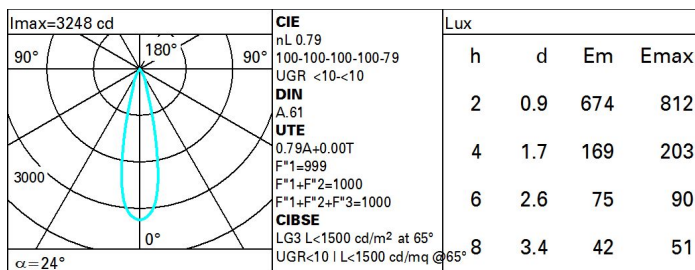 Imax=3248 cd
90°
180°
90°
3000
0°
α=24°
CIE
nL 0.79
100-100-100-100-79
UGR <10-<10
DIN
A.61
UTE
0.79A+0.00T
F"1=999
F"1+F"2=1000
F"1+F"2+F"3=1000
CIBSE
LG3 L<1500 cd/m² at 65°
UGR<10 | L<1500 cd/mq @65°
Lux
h d Em Emax
2 0.9 674 812
4 1.7 169 203
6 2.6 75 90
8 3.4 42 51